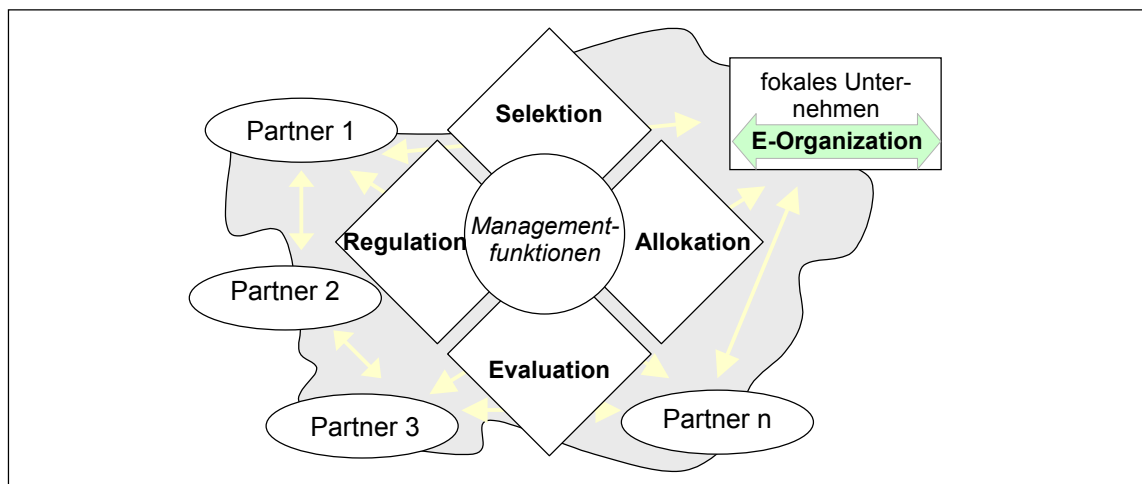 Selektion
fokales Unter-
nehmen
E-Organization
Partner 1
Regulation
Management-
funktionen
Allokation
Partner 2
Evaluation
Partner 3
Partner n